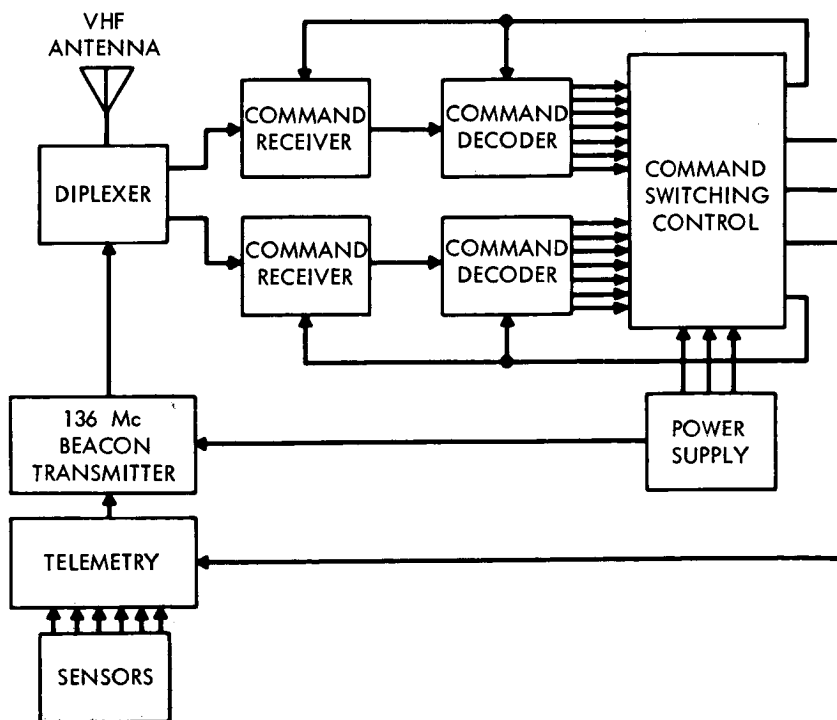 VHF
ANTENNA
DIPLEXER
COMMAND
RECEIVER
COMMAND
DECODER
COMMAND
SWITCHING
CONTROL
COMMAND
RECEIVER
COMMAND
DECODER
136 Mc
BEACON
TRANSMITTER
POWER
SUPPLY
TELEMETRY
SENSORS